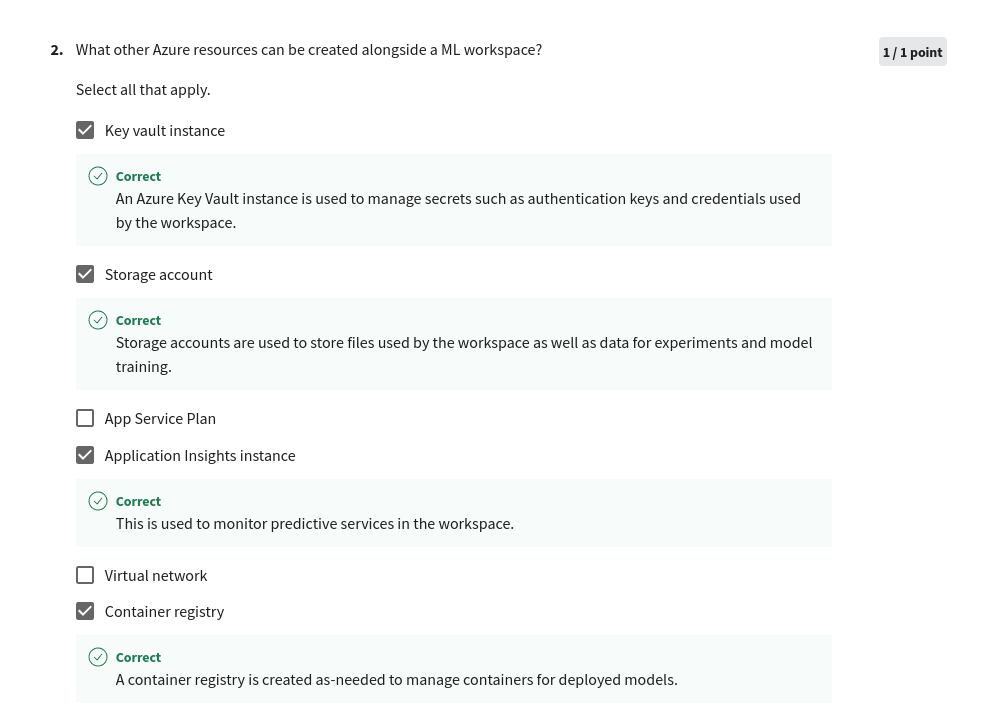 2. What other Azure resources can be created alongside a ML workspace?
1 / 1 point
Select all that apply.
Key vault instance
Correct
An Azure Key Vault instance is used to manage secrets such as authentication keys and credentials used
by the workspace.
Storage account
Correct
Storage accounts are used to store files used by the workspace as well as data for experiments and model
training.
App Service Plan
Application Insights instance
Correct
This is used to monitor predictive services in the workspace.
Virtual network
Container registry
Correct
A container registry is created as-needed to manage containers for deployed models.